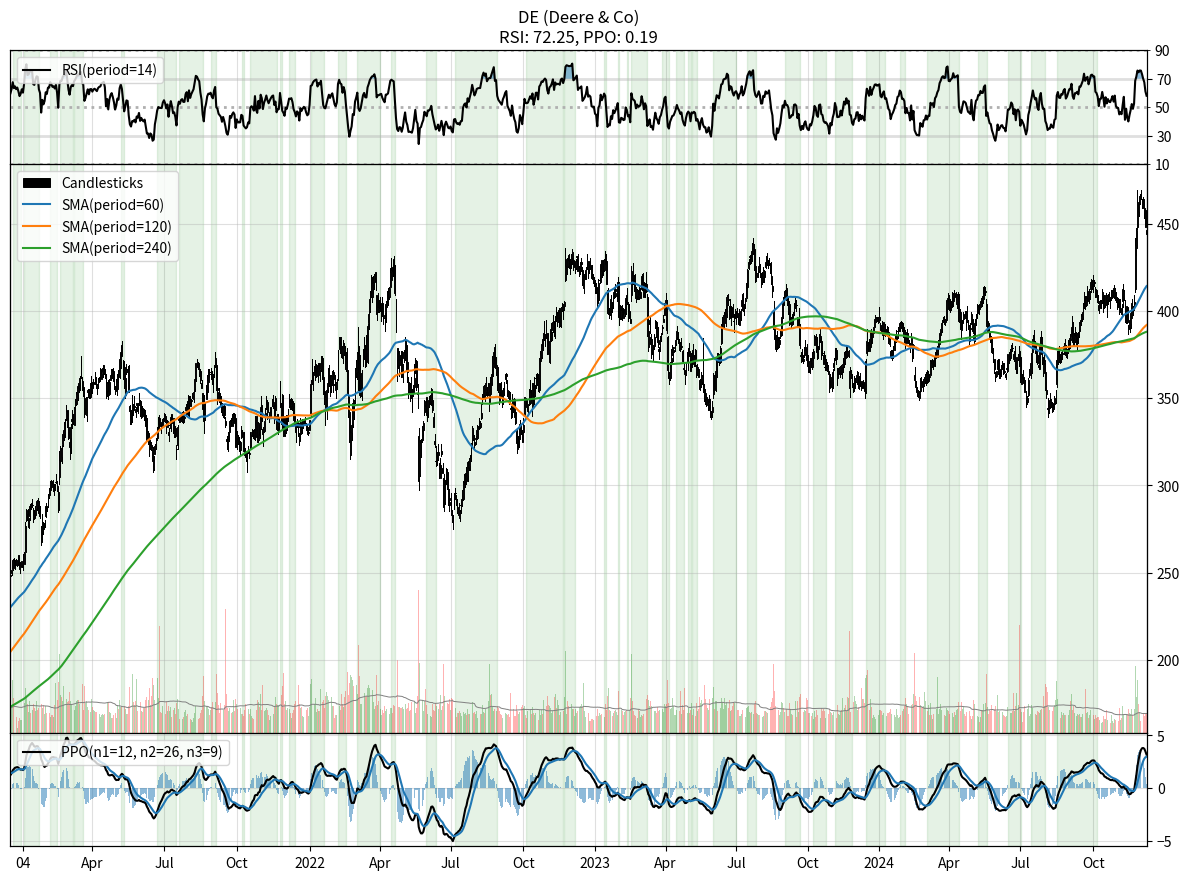 DE (Deere & Co)
RSI: 72.25, PPO: 0.19
RSI(period=14)
90
70
50
30
10
Candlesticks
SMA(period=60)
SMA(period=120)
SMA(period=240)
450
400
350
300
250
200
PPO(n1=12, n2=26, n3=9)
5
0
−5
04 Apr Jul Oct 2022 Apr Jul Oct 2023 Apr Jul Oct 2024 Apr Jul Oct